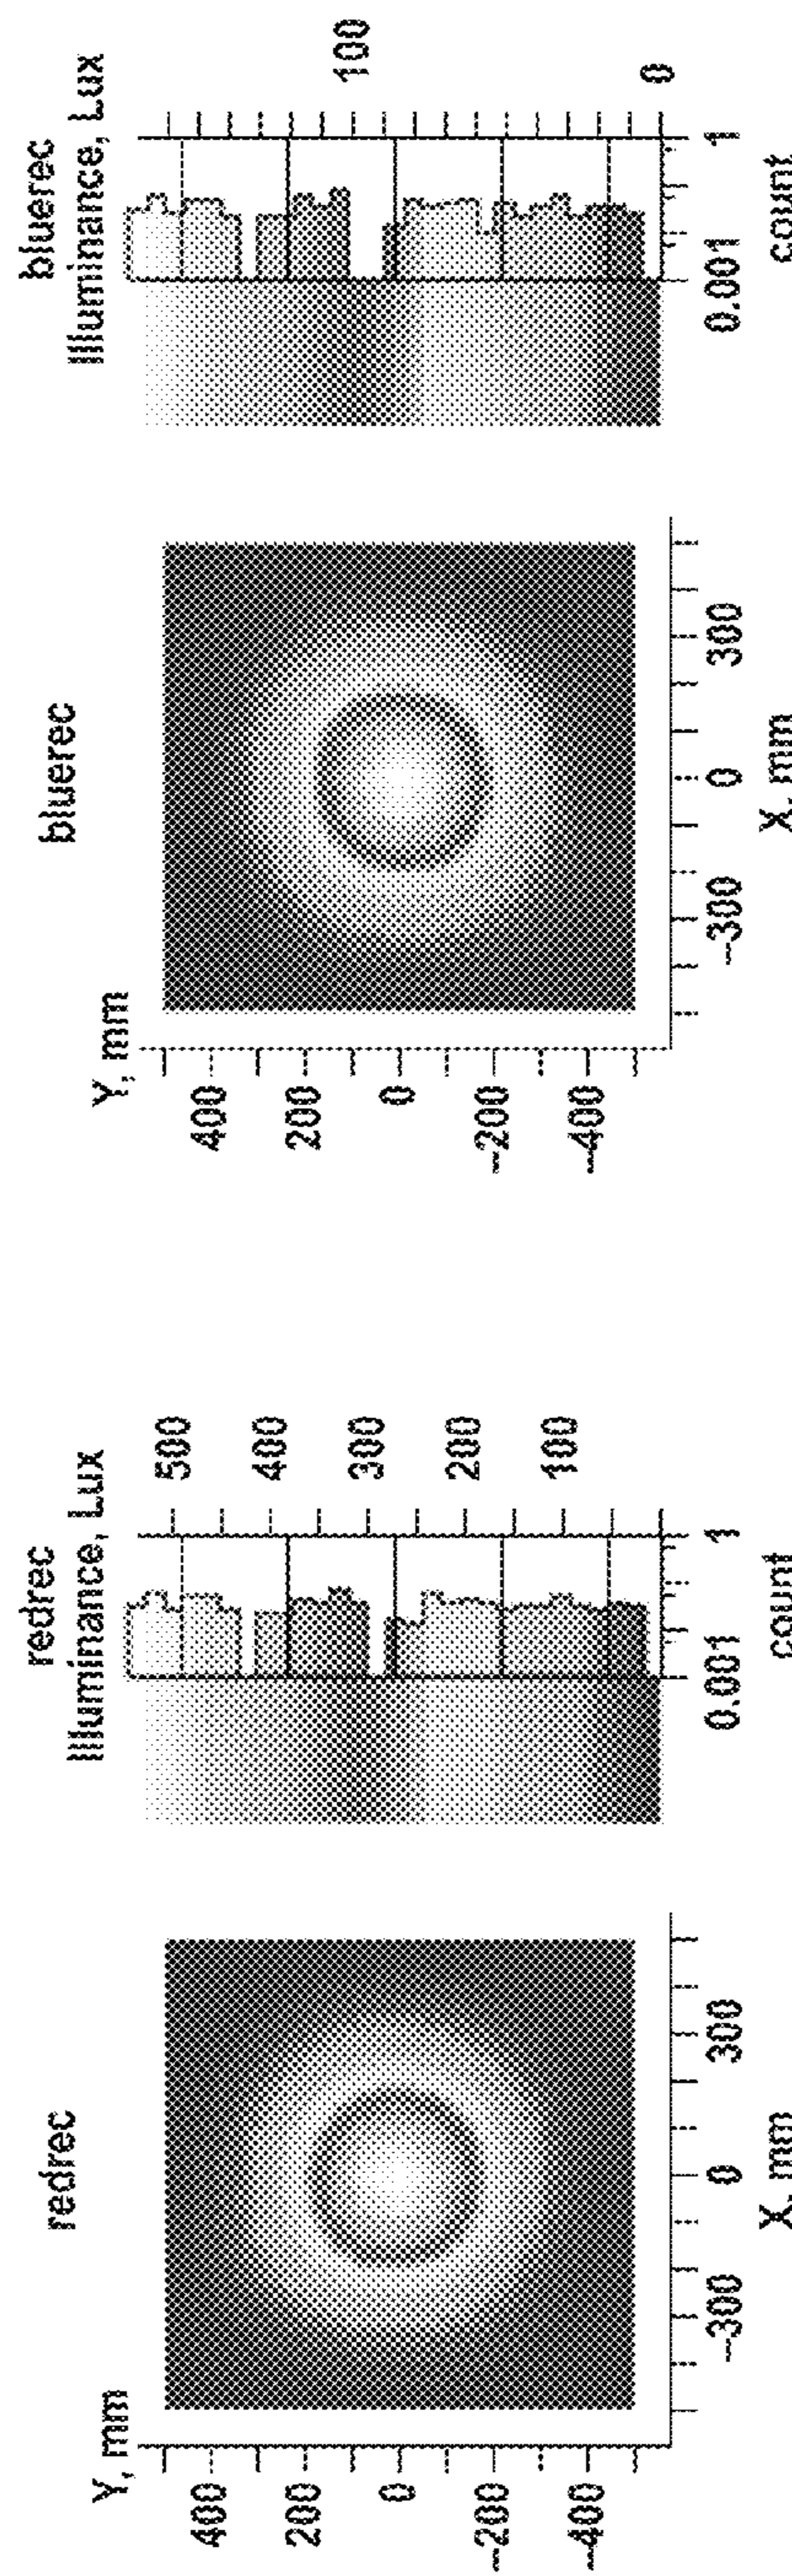 redrec
Y, mm
400
200
0
-200
-400
-300 0 300
X, mm
redrec
Illuminance, Lux
500
400
300
200
100
0.001 1
count
bluerec
Y, mm
400
200
0
-200
-400
-300 0 300
X, mm
bluerec
Illuminance, Lux
100
0
0.001 1
count